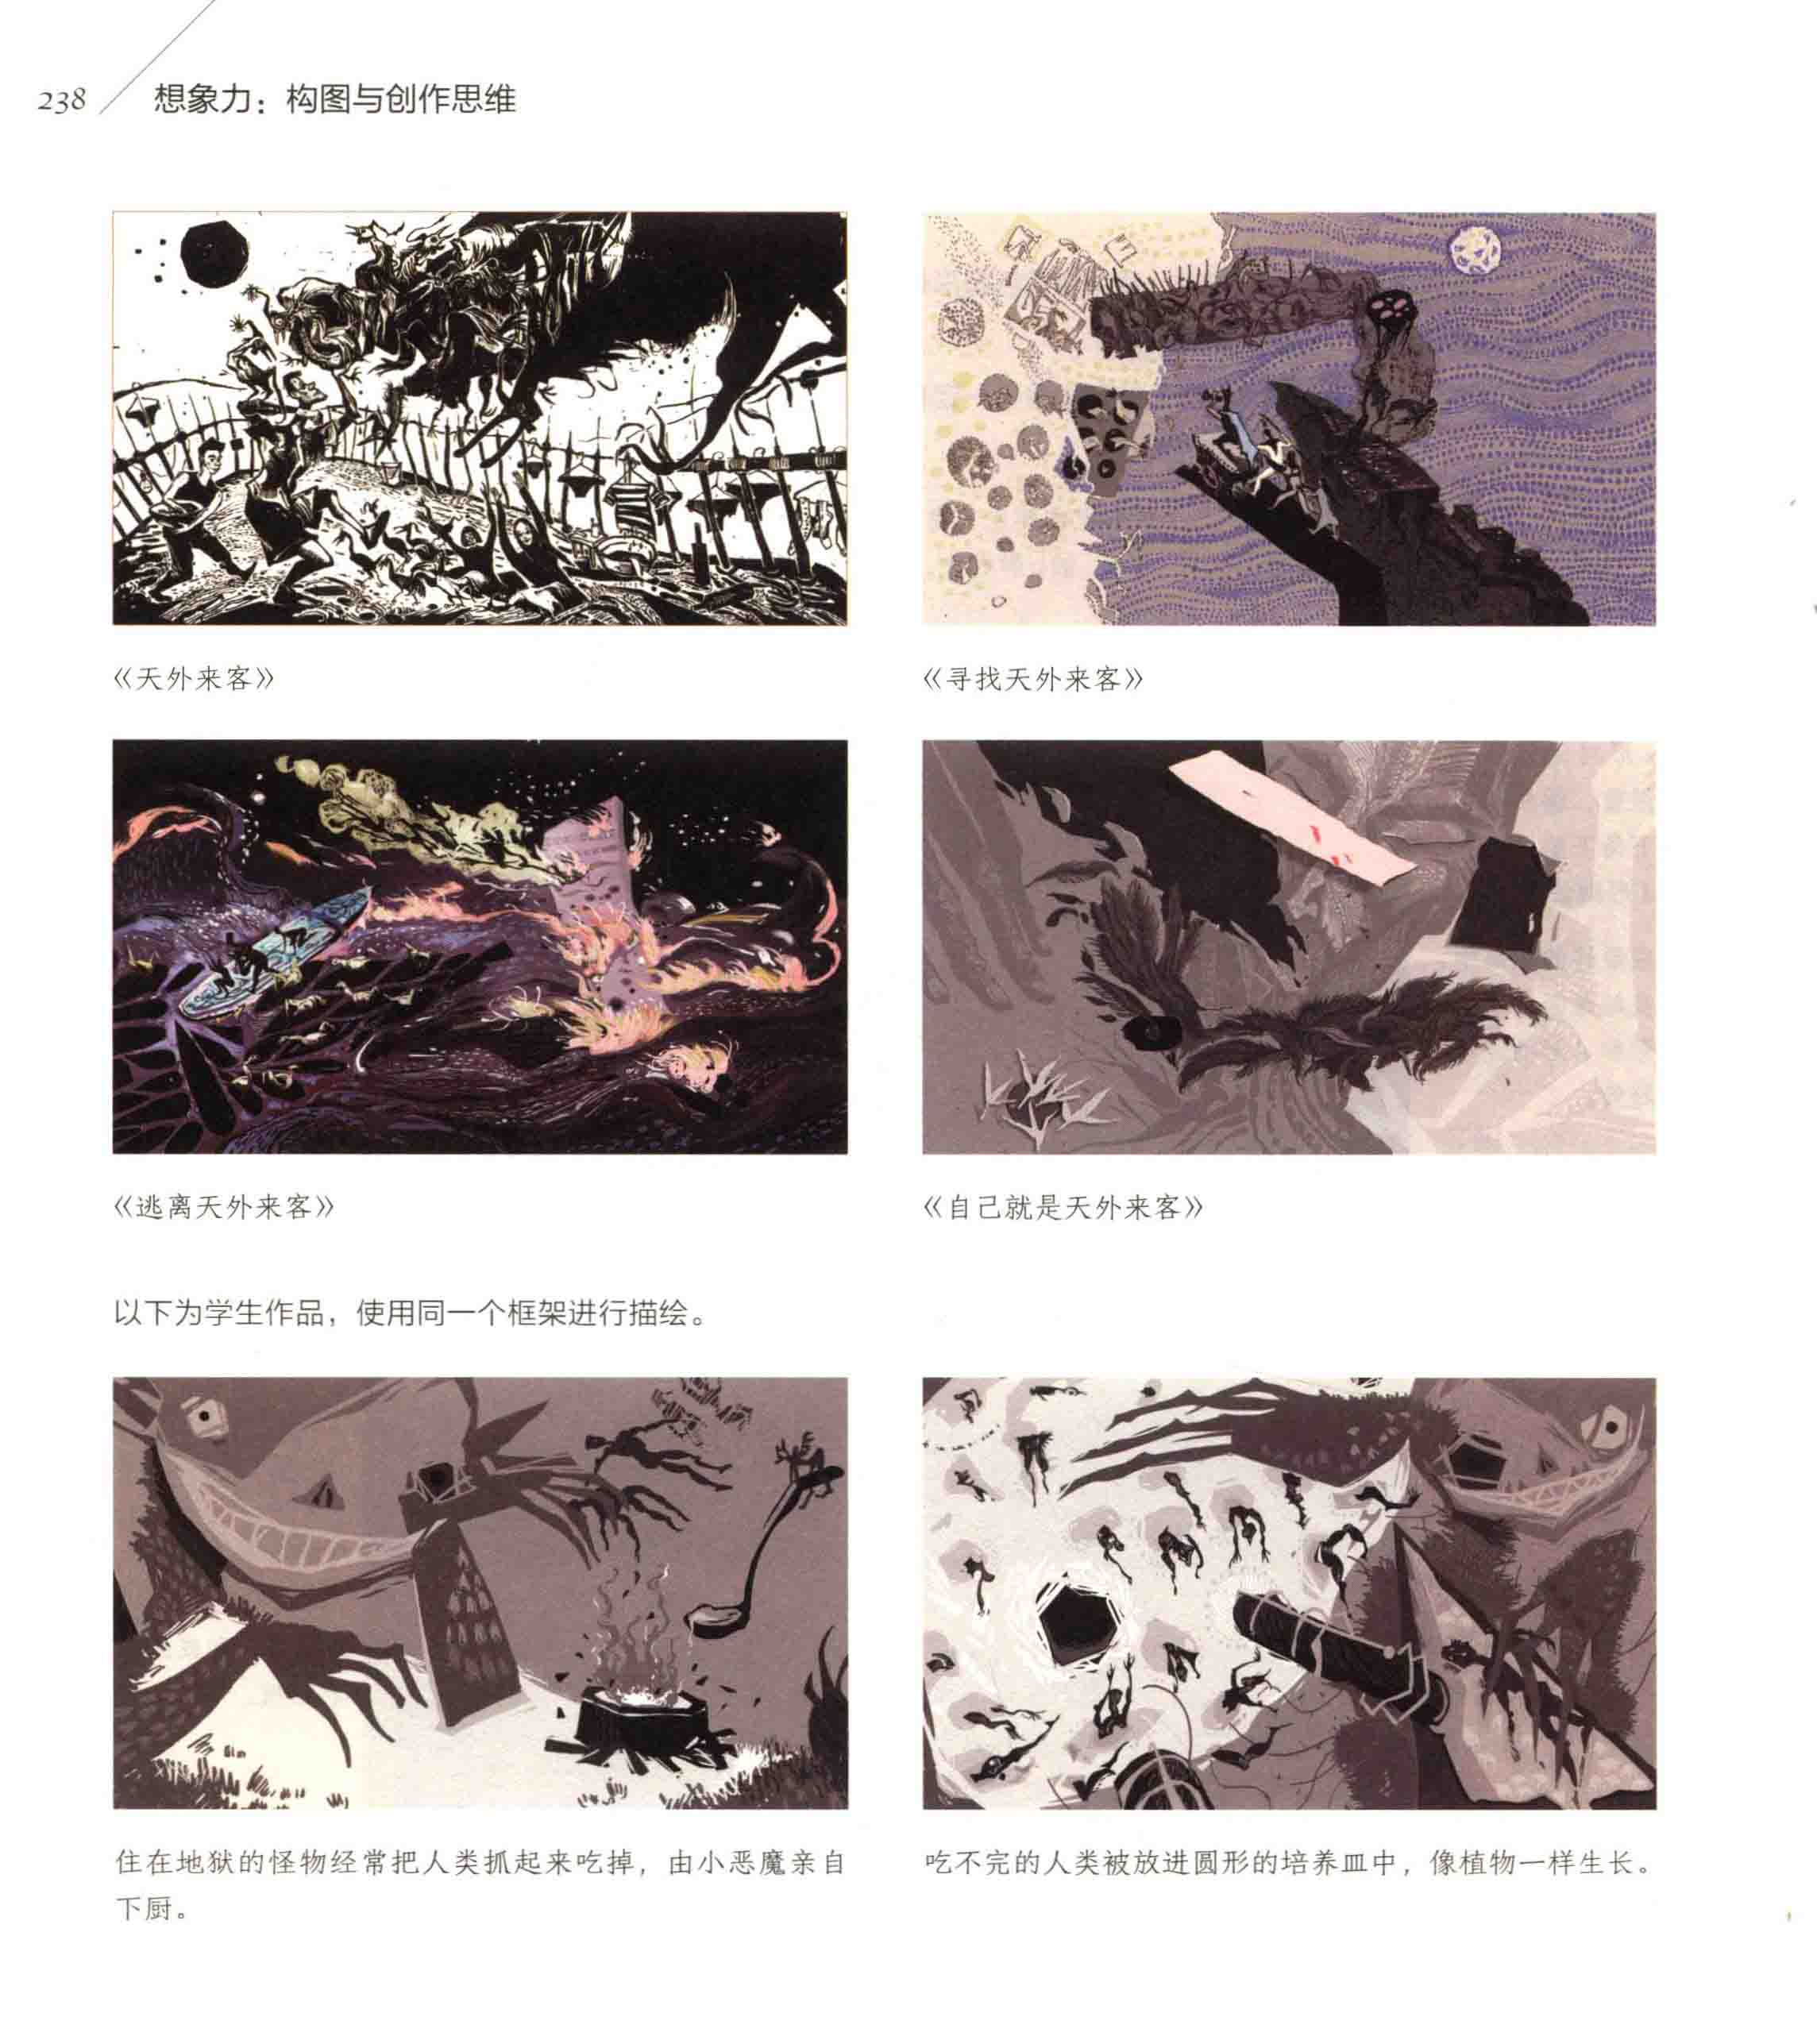 238
想象力：构图与创作思维
《天外来客》
《寻找天外来客》
《逃离天外来客》
《自己就是天外来客》
以下为学生作品，使用同一个框架进行描绘。
住在地狱的怪物经常把人类抓起来吃掉，由小恶魔亲自
下厨。
吃不完的人类被放进圆形的培养皿中，像植物一样生长。